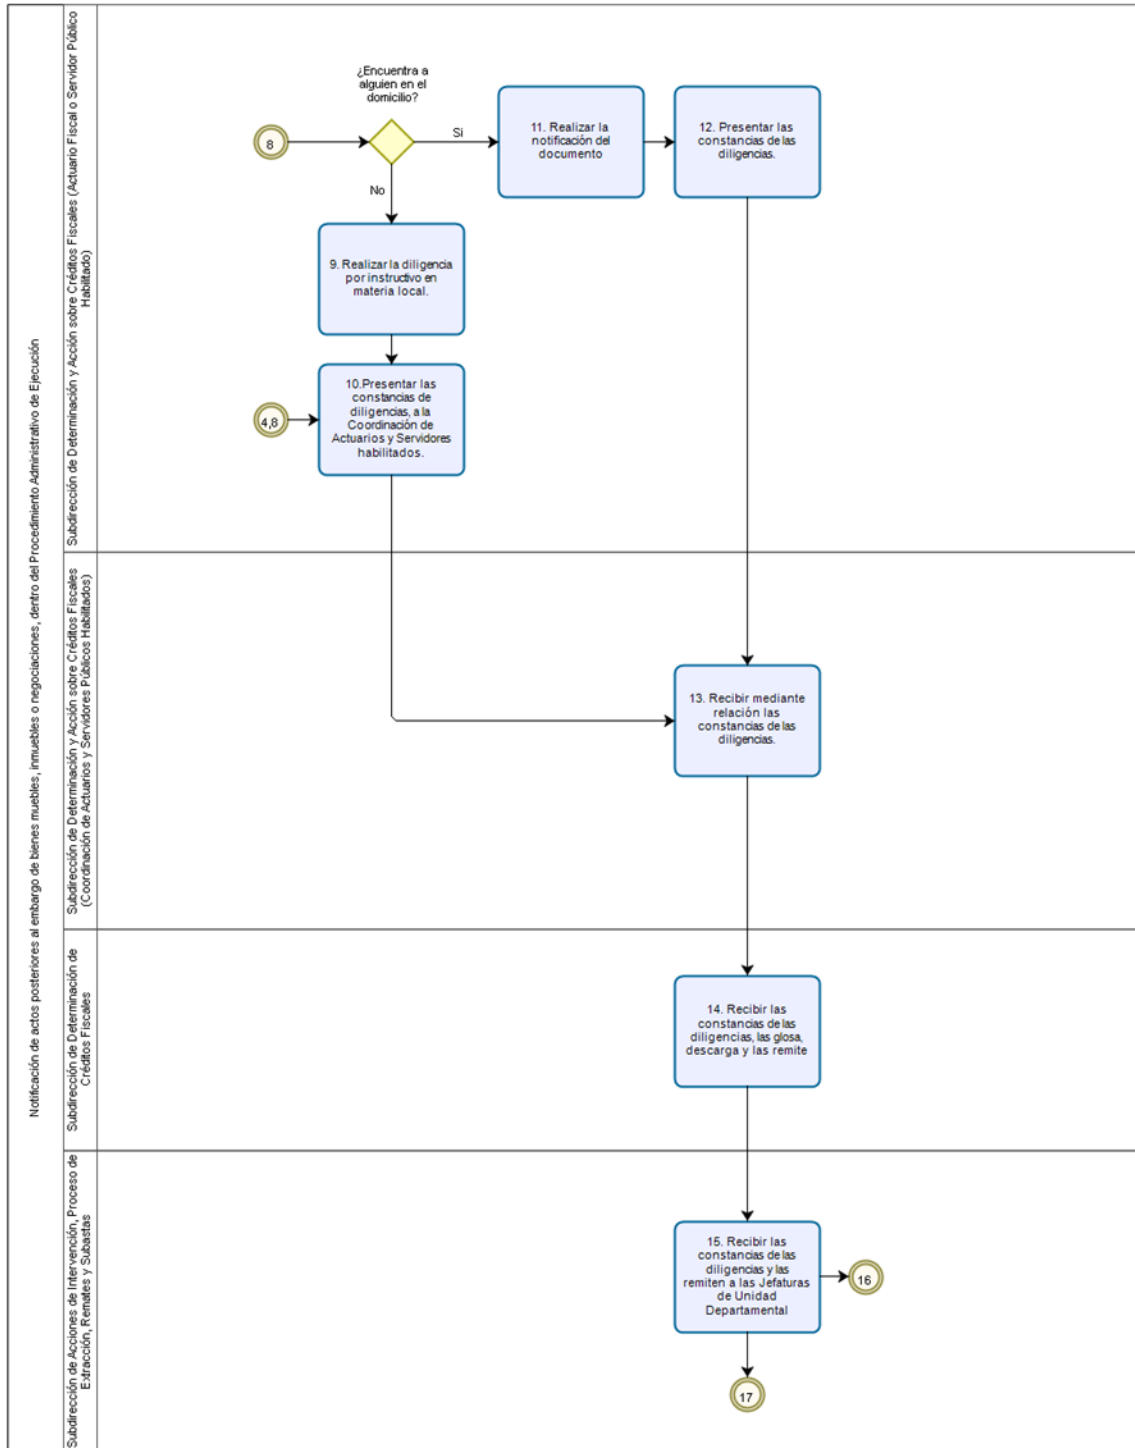 Notificación de actos posteriores al embargo de bienes muebles, inmuebles o negociaciones, dentro del Procedimiento Administrativo de Ejecución
Subdirección de Determinación y Acción sobre Créditos Fiscales (Actuario Fiscal o Servidor Público
Habilitado)
¿Encuentra a
alguien en el
domicilio?
8
Si
11. Realizar la
notificación del
documento
12. Presentar las
constancias de las
diligencias.
No
9. Realizar la diligencia
por instructivo en
materia local.
4,8
10.Presentar las
constancias de
diligencias, a la
Coordinación de
Actuarios y Servidores
habilitados.
Subdirección de Determinación y Acción sobre Créditos Fiscales
(Coordinación de Actuarios y Servidores Públicos Habilitados)
13. Recibir mediante
relación las
constancias de las
diligencias.
Subdirección de Determinación de
Créditos Fiscales
14. Recibir las
constancias de las
diligencias, las glosa,
descarga y las remite
Subdirección de Acciones de Intervención, Proceso de
Extracción, Remates y Subastas
15. Recibir las
constancias de las
diligencias y las
remiten a las Jefaturas
de Unidad
Departamental
16
17